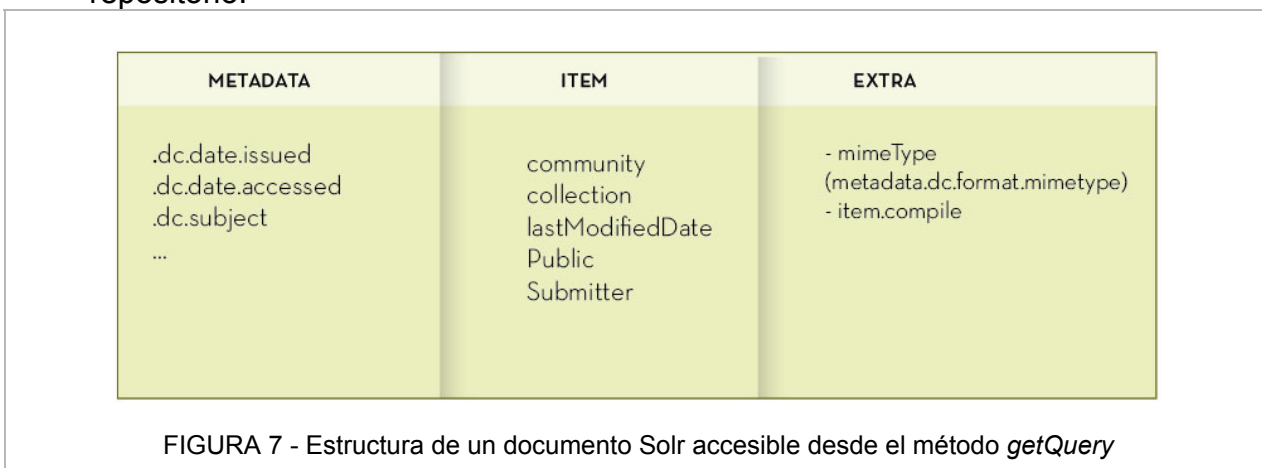 repositorio.
METADATA
.dc.date.issued
.dc.date.accessed
.dc.subject
...
ITEM
community
collection
lastModifiedDate
Public
Submitter
EXTRA
- mimeType
(metadata.dc.format.mimetype)
- item.compile
FIGURA 7 - Estructura de un documento Solr accesible desde el método getQuery